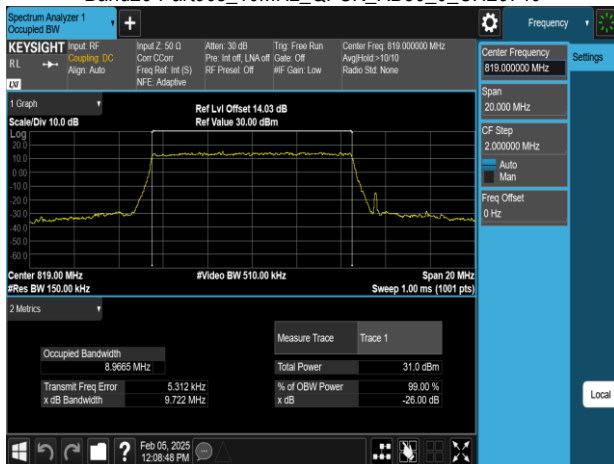 Spectrum Analyzer 1
Occupied BW
+
Frequency
KEYSIGHT
RL
LXI
Input: RF
Coupling: DC
Align: Auto
Input Z: 50 Ω
Corr CCorr
Freq Ref: Int (S)
NFE: Adaptive
Atten: 30 dB
Pre: Int off, LNA off
RF Presel: Off
Trig: Free Run
Gate: Off
#IF Gain: Low
Center Freq: 819.000000 MHz
Avg|Hold:>10/10
Radio Std: None
Center Frequency
819.000000 MHz
Settings
Span
20.000 MHz
CF Step
2.000000 MHz
Auto
Man
Freq Offset
0 Hz
1 Graph
Scale/Div 10.0 dB
Ref Lvl Offset 14.03 dB
Ref Value 30.00 dBm
Log
20.0
10.0
0.00
-10.0
-20.0
-30.0
-40.0
-50.0
-60.0
Center 819.00 MHz
#Video BW 510.00 kHz
Span 20 MHz
#Res BW 150.00 kHz
Sweep 1.00 ms (1001 pts)
2 Metrics
Measure Trace
Trace 1
Occupied Bandwidth
8.9665 MHz
Total Power
31.0 dBm
Transmit Freq Error
5.312 kHz
% of OBW Power
99.00 %
x dB Bandwidth
9.722 MHz
x dB
-26.00 dB
Local
?
Feb 05, 2025
12:08:48 PM